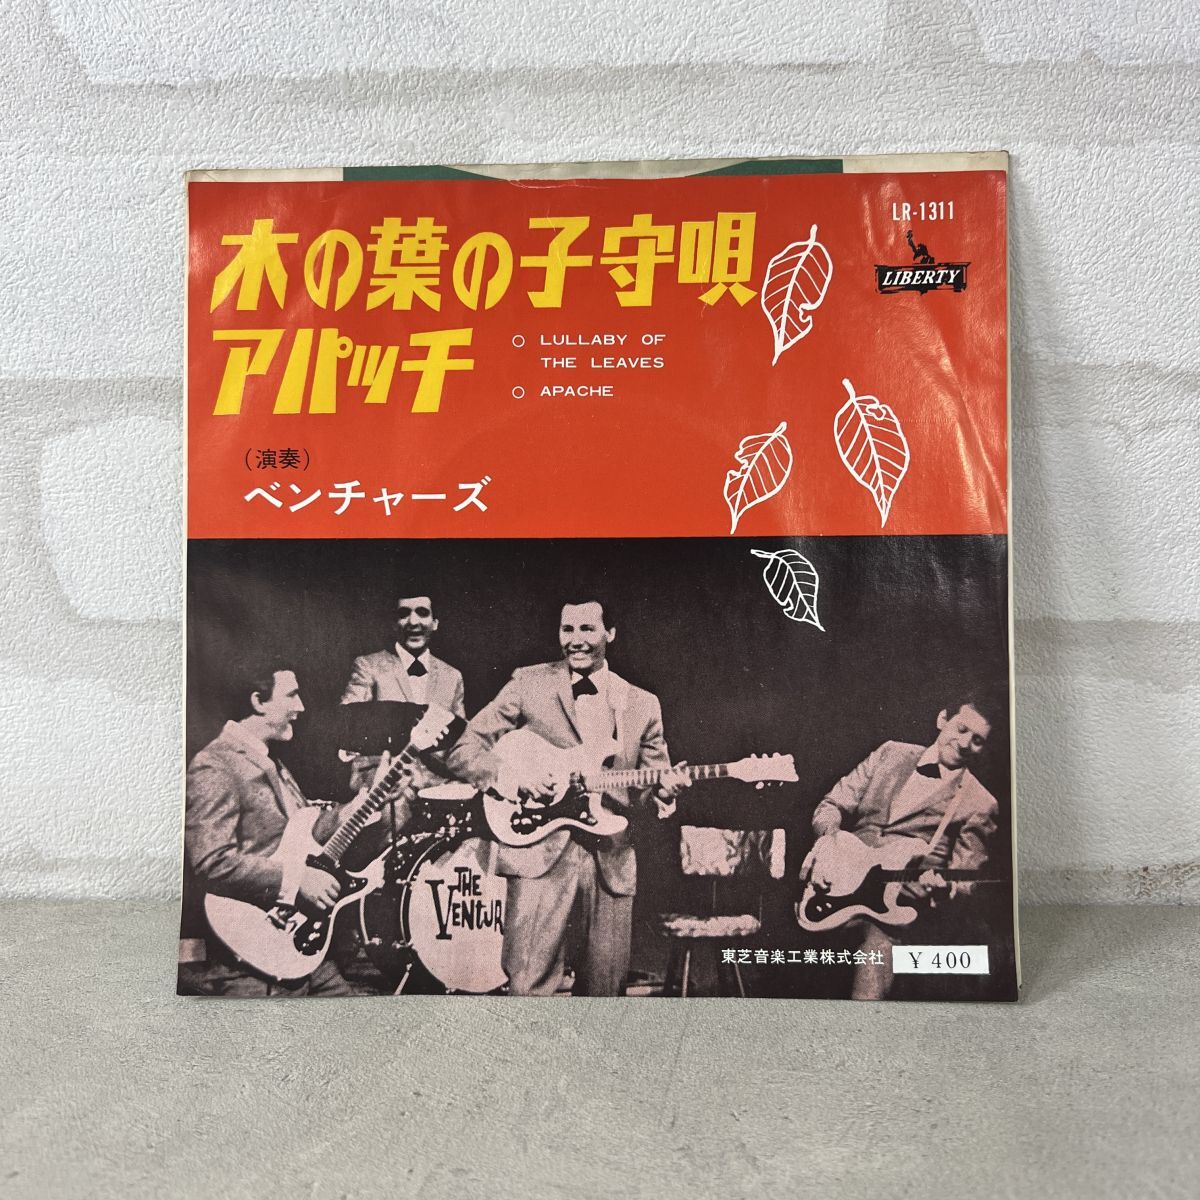 LR-1311
LIBERTY
木の葉の子守唄
アパッチ
○ LULLABY OF
THE LEAVES
○ APACHE
(演奏)
ベンチャーズ
THE
VENTUR
東芝音楽工業株式会社
¥400